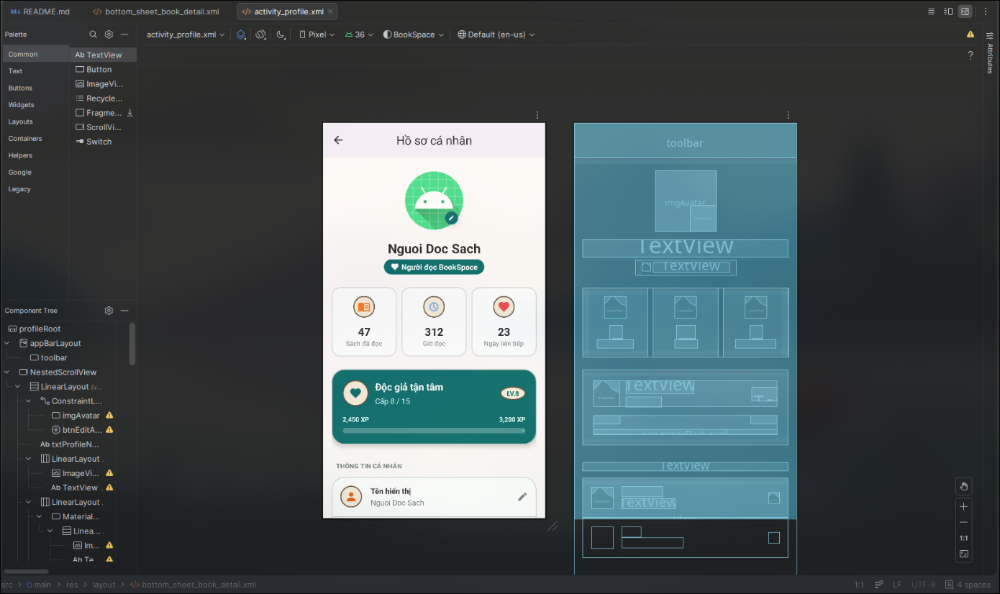 M↓ README.md
</> bottom_sheet_book_detail.xml
</> activity_profile.xml ×
Palette
activity_profile.xml
Pixel
36
BookSpace
Default (en-us)
Attributes
?
Common
Text
Buttons
Widgets
Layouts
Containers
Helpers
Google
Legacy
Ab TextView
Button
ImageVi...
Recycle...
Fragme...
ScrollVi...
Switch
Hồ sơ cá nhân
Nguoi Doc Sach
Người đọc BookSpace
47
Sách đã đọc
312
Giờ đọc
23
Ngày liên tiếp
Độc giả tận tâm
Cấp 8 / 15
LV.8
2,450 XP
3,200 XP
THÔNG TIN CÁ NHÂN
Tên hiển thị
Nguoi Doc Sach
toolbar
imgAvatar
TextView
TextView
TextView
progressBarLevel
TextView
TextView
View
Component Tree
profileRoot
appBarLayout
toolbar
NestedScrollView
LinearLayout (v...
ConstraintL...
imgAvatar
btnEditA...
Ab txtProfileN...
LinearLayout .
ImageVi...
Ab TextView
LinearLayout .
Material...
Linea... .
Im...
Ab Te...
1:1
src > main > res > layout > </> bottom_sheet_book_detail.xml
1:1
LF
UTF-8
4 spaces